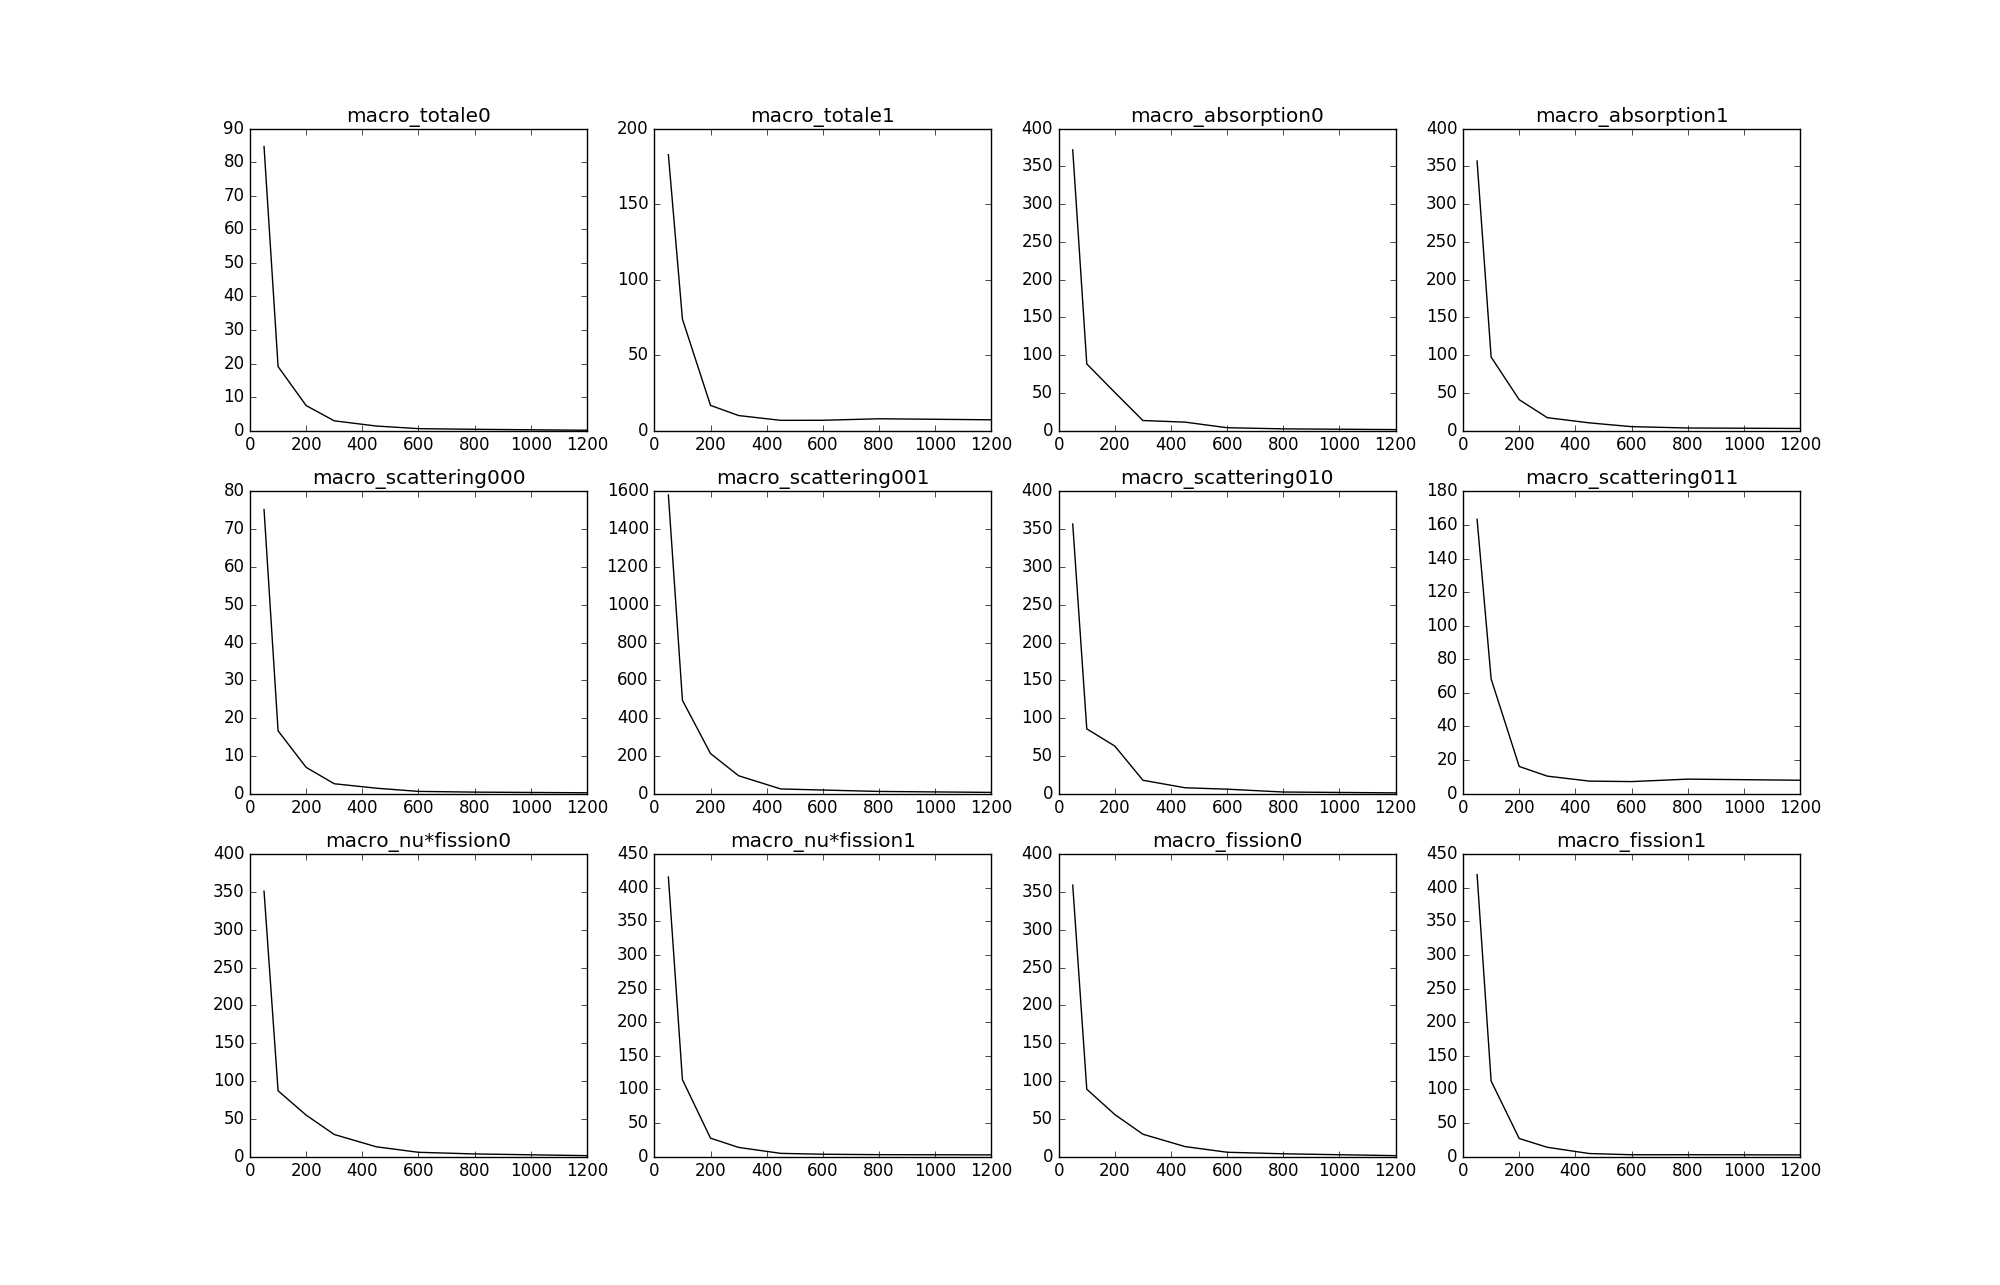 macro_totale0 macro_totale1 macro_absorption0 macro_absorption1
90 200 400 400
80 350 350
70 150 300 300
60 250 250
50 100 200 200
40 150 150
30 50 100 100
20 50 50
10
0 0 0 0
0 200 400 600 800 1000 1200 0 200 400 600 800 1000 1200 0 200 400 600 800 1000 1200 0 200 400 600 800 1000 1200
macro_scattering000 macro_scattering001 macro_scattering010 macro_scattering011
80 1600 400 180
70 1400 350 160
60 1200 300 140
50 1000 250 120
40 800 200 100
30 600 150 80
20 400 100 60
10 200 50 40
0 0 0 20
0
0 200 400 600 800 1000 1200 0 200 400 600 800 1000 1200 0 200 400 600 800 1000 1200 0 200 400 600 800 1000 1200
macro_nu*fission0 macro_nu*fission1 macro_fission0 macro_fission1
400 450 400 450
350 400 350 400
300 350 300 350
250 300 250 300
200 250 200 250
150 200 150 200
100 150 100 150
50 100 50 100
0 50 0 50
0 0
0 200 400 600 800 1000 1200 0 200 400 600 800 1000 1200 0 200 400 600 800 1000 1200 0 200 400 600 800 1000 1200